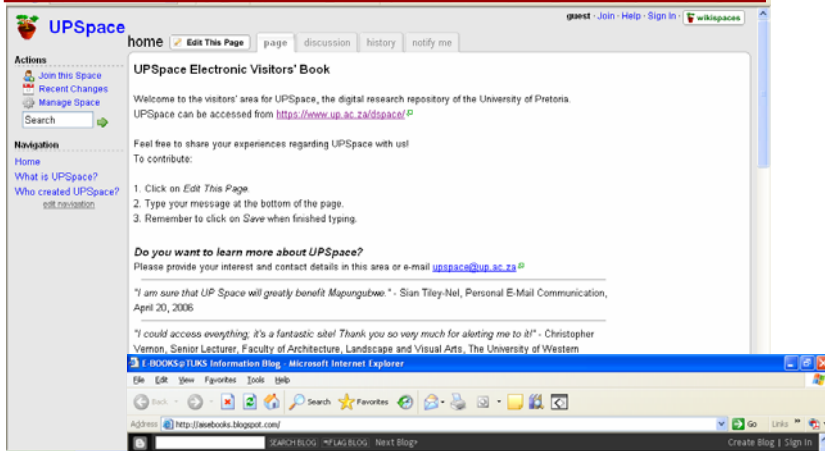 guest · Join · Help · Sign In · wikispaces
UPSpace
home Edit This Page page discussion history notify me
Actions
Join this Space
Recent Changes
Manage Space
Search
Navigation
Home
What is UPSpace?
Who created UPSpace?
edit navigation
UPSpace Electronic Visitors' Book
Welcome to the visitors' area for UPSpace, the digital research repository of the University of Pretoria.
UPSpace can be accessed from https://www.up.ac.za/dspace/
Feel free to share your experiences regarding UPSpace with us!
To contribute:
1. Click on Edit This Page.
2. Type your message at the bottom of the page.
3. Remember to click on Save when finished typing.
Do you want to learn more about UPSpace?
Please provide your interest and contact details in this area or e-mail upspace@up.ac.za
"I am sure that UP Space will greatly benefit Mapungubwe." - Sian Tiley-Nel, Personal E-Mail Communication,
April 20, 2006
"I could access everything; it's a fantastic site! Thank you so very much for alerting me to it!" - Christopher
Vernon, Senior Lecturer, Faculty of Architecture, Landscape and Visual Arts, The University of Western
E-BOOKS@TUKS Information Blog - Microsoft Internet Explorer
File Edit View Favorites Tools Help
Back Search Favorites
Address http://aisebooks.blogspot.com/ Go Links »
SEARCH BLOG FLAG BLOG Next Blog» Create Blog | Sign In